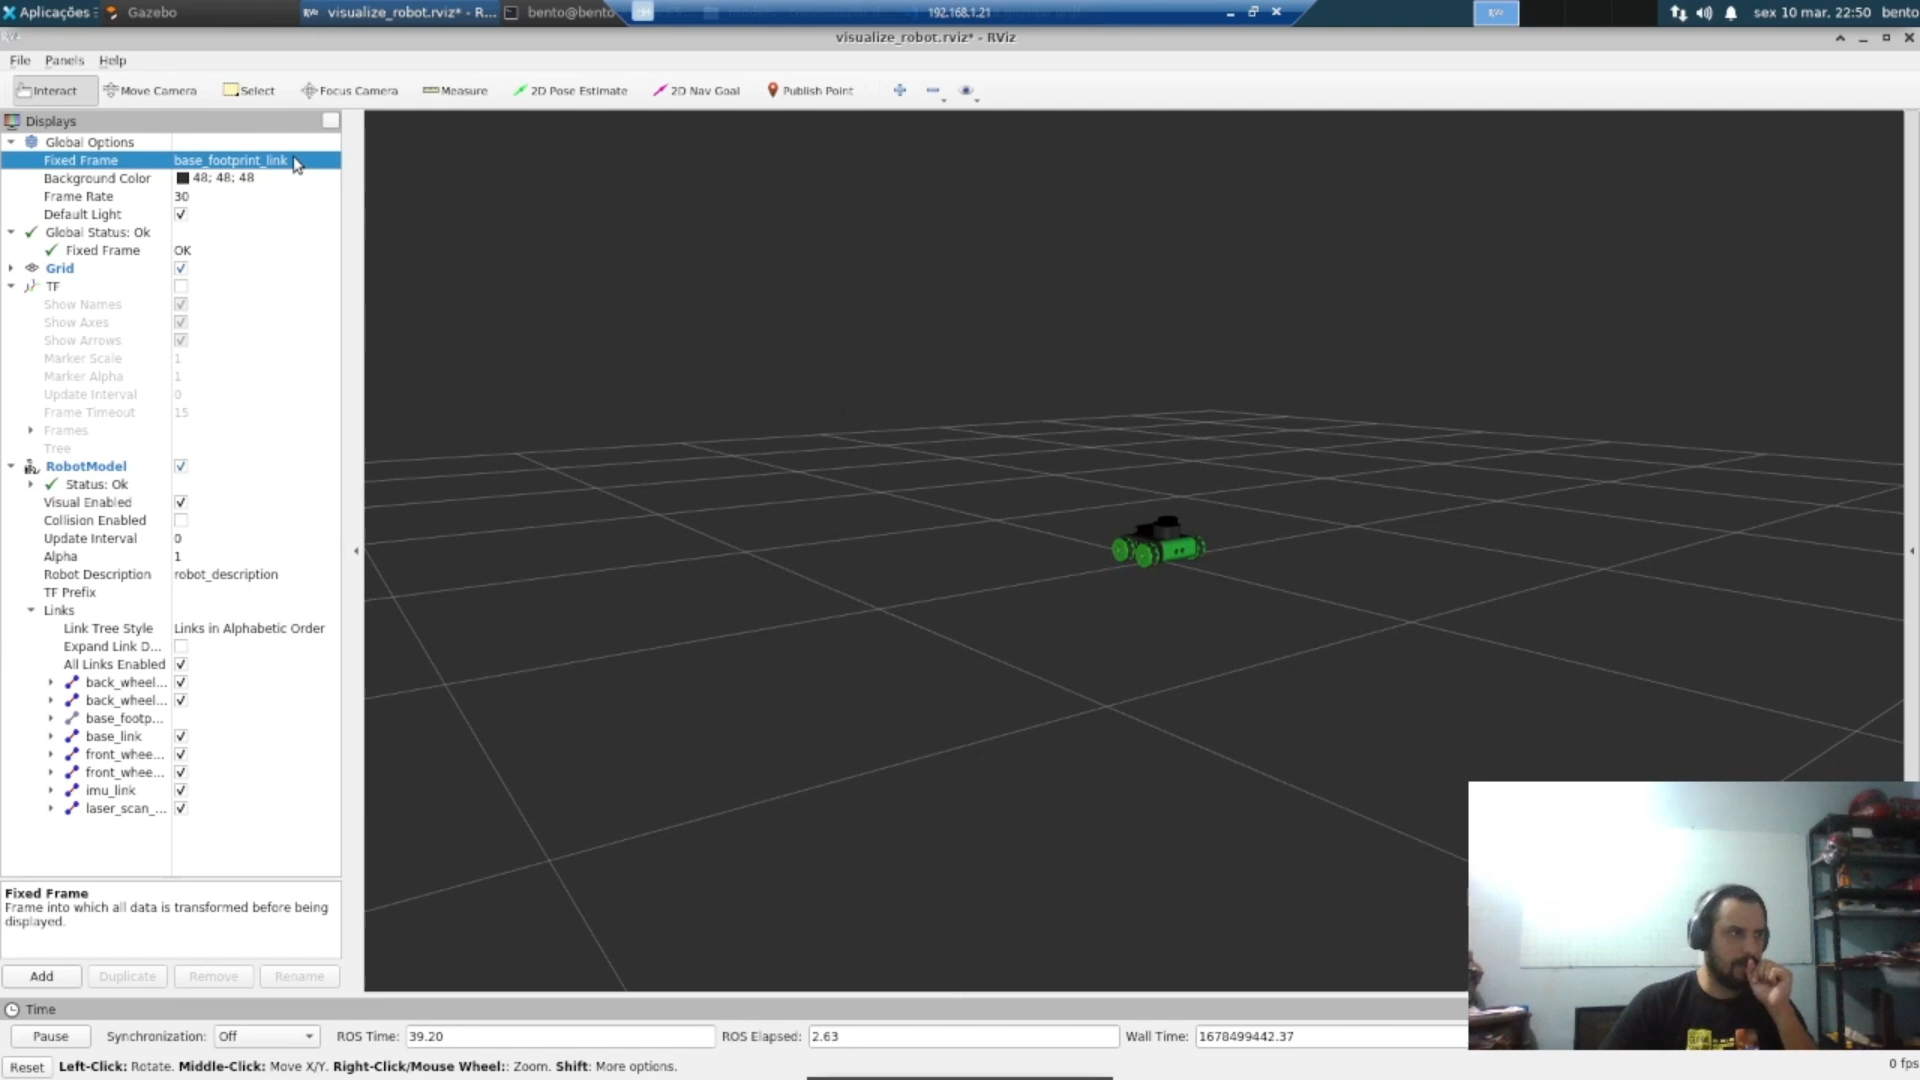 Aplicações
Gazebo
RViz visualize_robot.rviz* - R...
bento@bento
192.168.1.21
RViz
sex 10 mar, 22:50 bento
visualize_robot.rviz* - RViz
File Panels Help
Interact Move Camera Select Focus Camera Measure 2D Pose Estimate 2D Nav Goal Publish Point
Displays
Global Options
Fixed Frame base_footprint_link
Background Color 48; 48; 48
Frame Rate 30
Default Light
Global Status: Ok
Fixed Frame OK
Grid
TF
Show Names
Show Axes
Show Arrows
Marker Scale 1
Marker Alpha 1
Update Interval 0
Frame Timeout 15
Frames
Tree
RobotModel
Status: Ok
Visual Enabled
Collision Enabled
Update Interval 0
Alpha 1
Robot Description robot_description
TF Prefix
Links
Link Tree Style Links in Alphabetic Order
Expand Link D...
All Links Enabled
back_wheel...
back_wheel...
base_footp...
base_link
front_whee...
front_whee...
imu_link
laser_scan_...
Fixed Frame
Frame into which all data is transformed before being
displayed.
Add Duplicate Remove Rename
Time
Pause Synchronization: Off ROS Time: 39.20 ROS Elapsed: 2.63 Wall Time: 1678499442.37
Reset Left-Click: Rotate. Middle-Click: Move X/Y. Right-Click/Mouse Wheel:: Zoom. Shift: More options. 0 fps